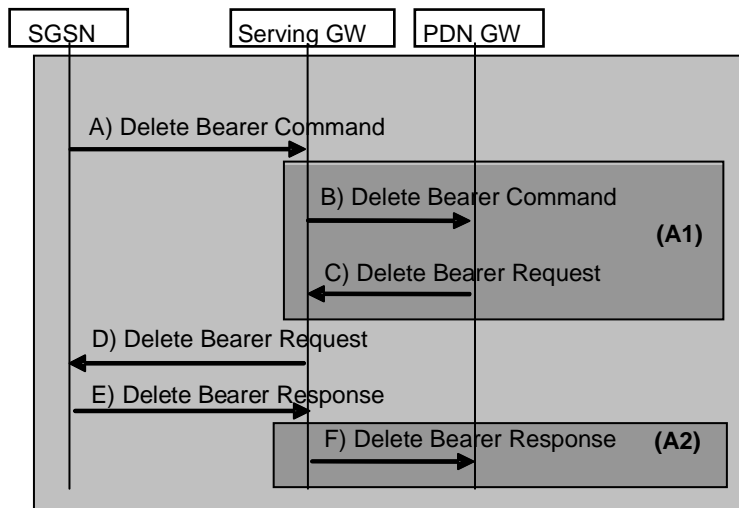 SGSN
Serving GW
PDN GW
A) Delete Bearer Command
B) Delete Bearer Command
(A1)
C) Delete Bearer Request
D) Delete Bearer Request
E) Delete Bearer Response
F) Delete Bearer Response
(A2)